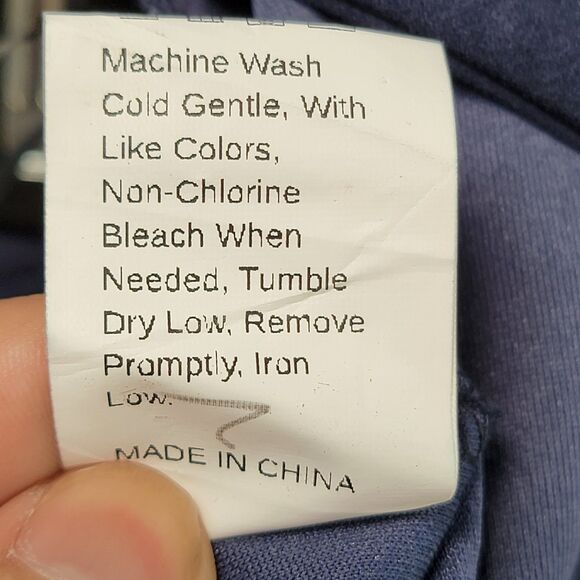 Machine Wash
Cold Gentle, With
Like Colors,
Non-Chlorine
Bleach When
Needed, Tumble
Dry Low, Remove
Promptly, Iron
Low.
MADE IN CHINA